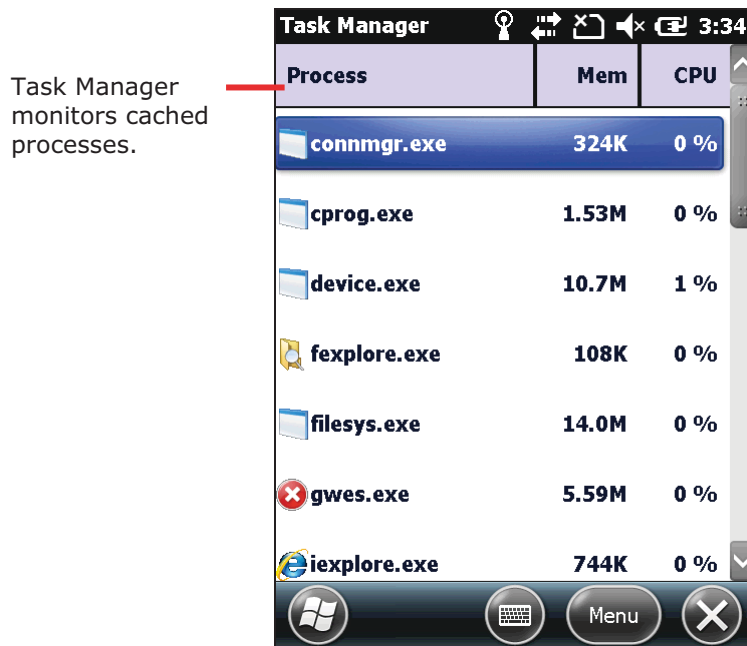 Task Manager 3:34
Task Manager
monitors cached
processes.
Process Mem CPU
connmgr.exe 324K 0 %
cprog.exe 1.53M 0 %
device.exe 10.7M 1 %
fexplore.exe 108K 0 %
filesys.exe 14.0M 0 %
gwes.exe 5.59M 0 %
iexplore.exe 744K 0 %
Menu